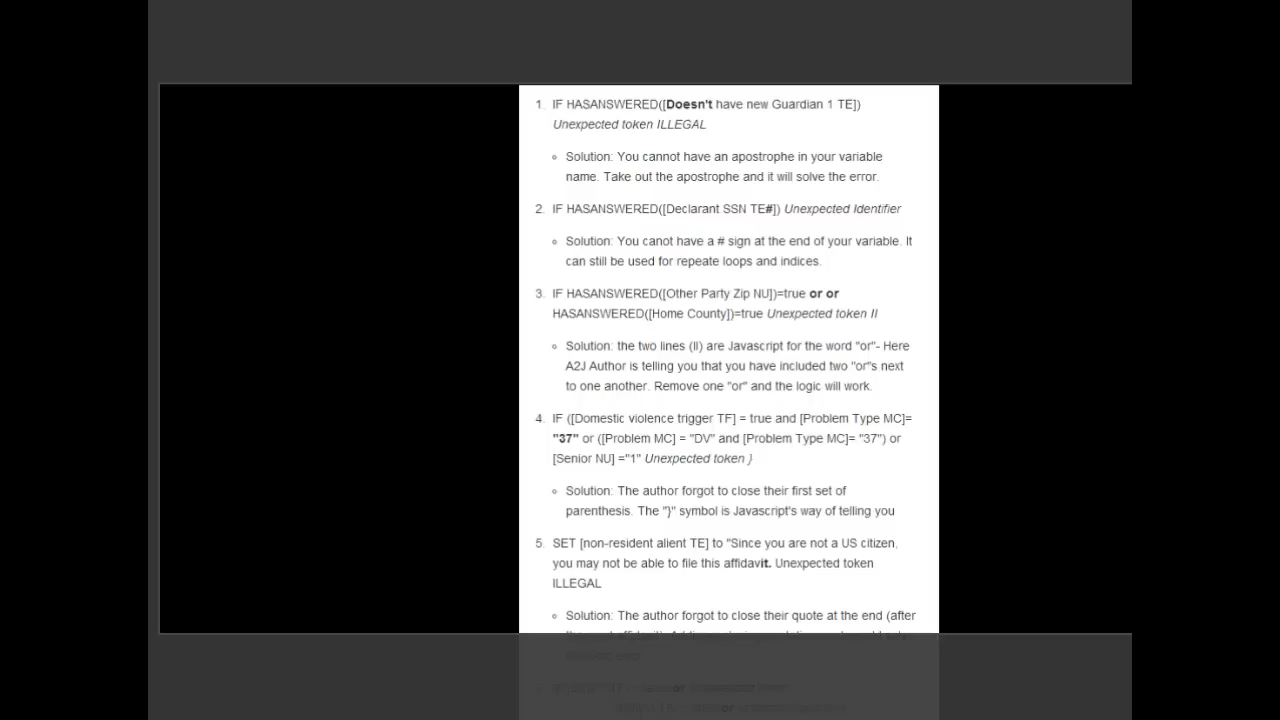 1. IF HASANSWERED([Doesn't have new Guardian 1 TE])
Unexpected token ILLEGAL
Solution: You cannot have an apostrophe in your variable
name. Take out the apostrophe and it will solve the error.
2. IF HASANSWERED([Declarant SSN TE#]) Unexpected Identifier
Solution: You canot have a # sign at the end of your variable. It
can still be used for repeate loops and indices.
3. IF HASANSWERED([Other Party Zip NU])=true or or
HASANSWERED([Home County])=true Unexpected token II
Solution: the two lines (II) are Javascript for the word "or"- Here
A2J Author is telling you that you have included two "or"s next
to one another. Remove one "or" and the logic will work.
4. IF ([Domestic violence trigger TF] = true and [Problem Type MC]=
"37" or ([Problem MC] = "DV" and [Problem Type MC]= "37") or
[Senior NU] ="1" Unexpected token }
Solution: The author forgot to close their first set of
parenthesis. The "}" symbol is Javascript's way of telling you
5. SET [non-resident alient TE] to "Since you are not a US citizen,
you may not be able to file this affidavit. Unexpected token
ILLEGAL
Solution: The author forgot to close their quote at the end (after
or
or